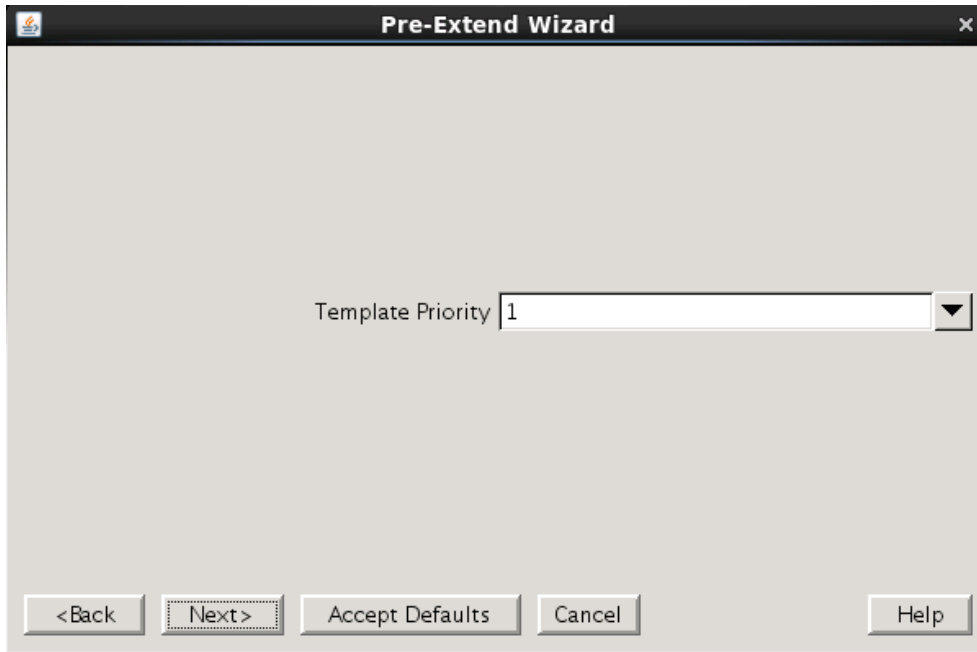 Pre-Extend Wizard
Template Priority 1
<Back Next> Accept Defaults Cancel Help